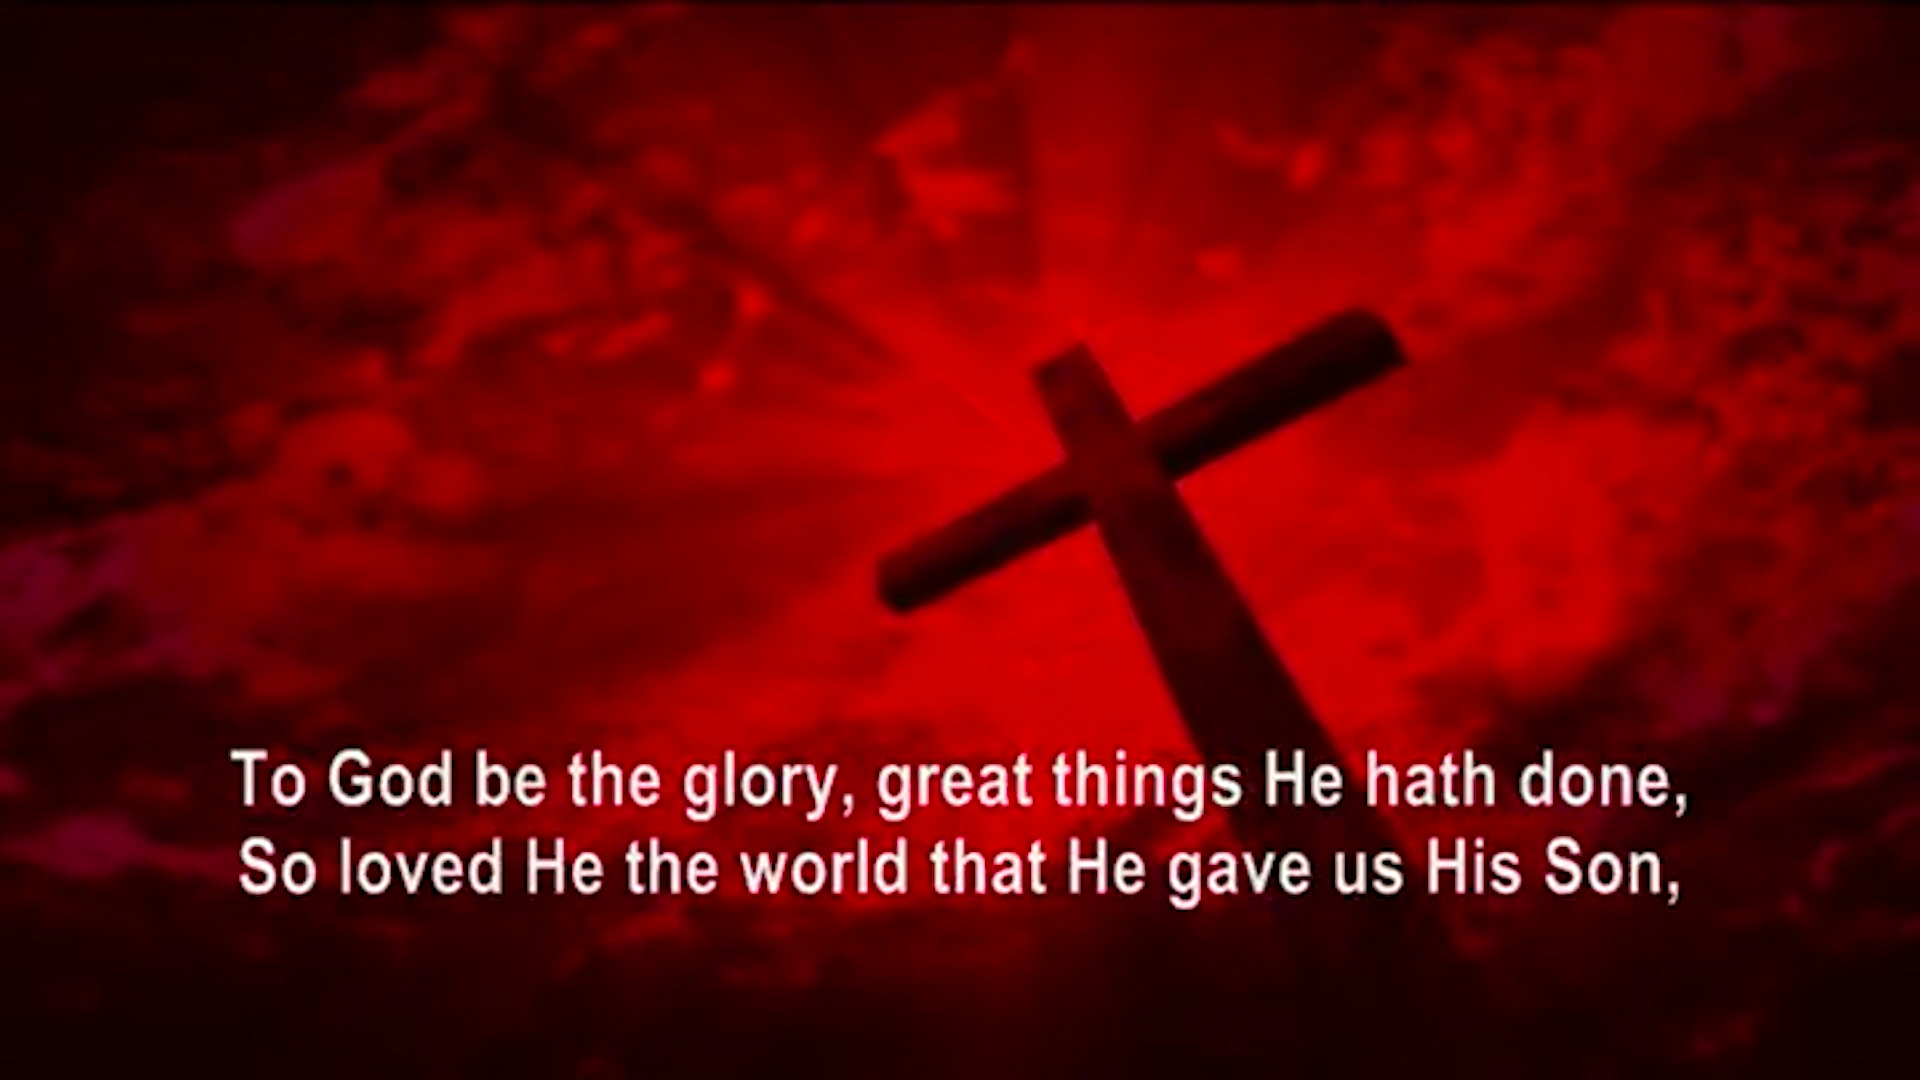 To God be the glory, great things He hath done,
So loved He the world that He gave us His Son,